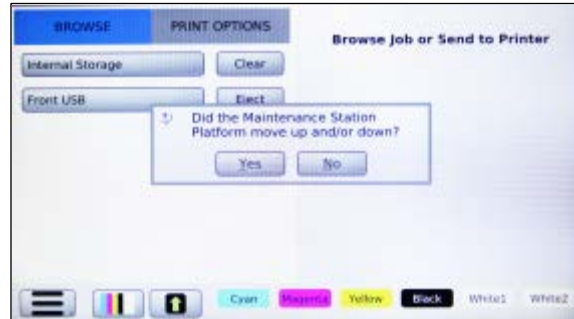 BROWSE
PRINT OPTIONS
Browse Job or Send to Printer
Internal Storage
Clear
Front USB
Eject
Did the Maintenance Station
Platform move up and/or down?
Yes
No
Cyan
Magenta
Yellow
Black
White1
White2